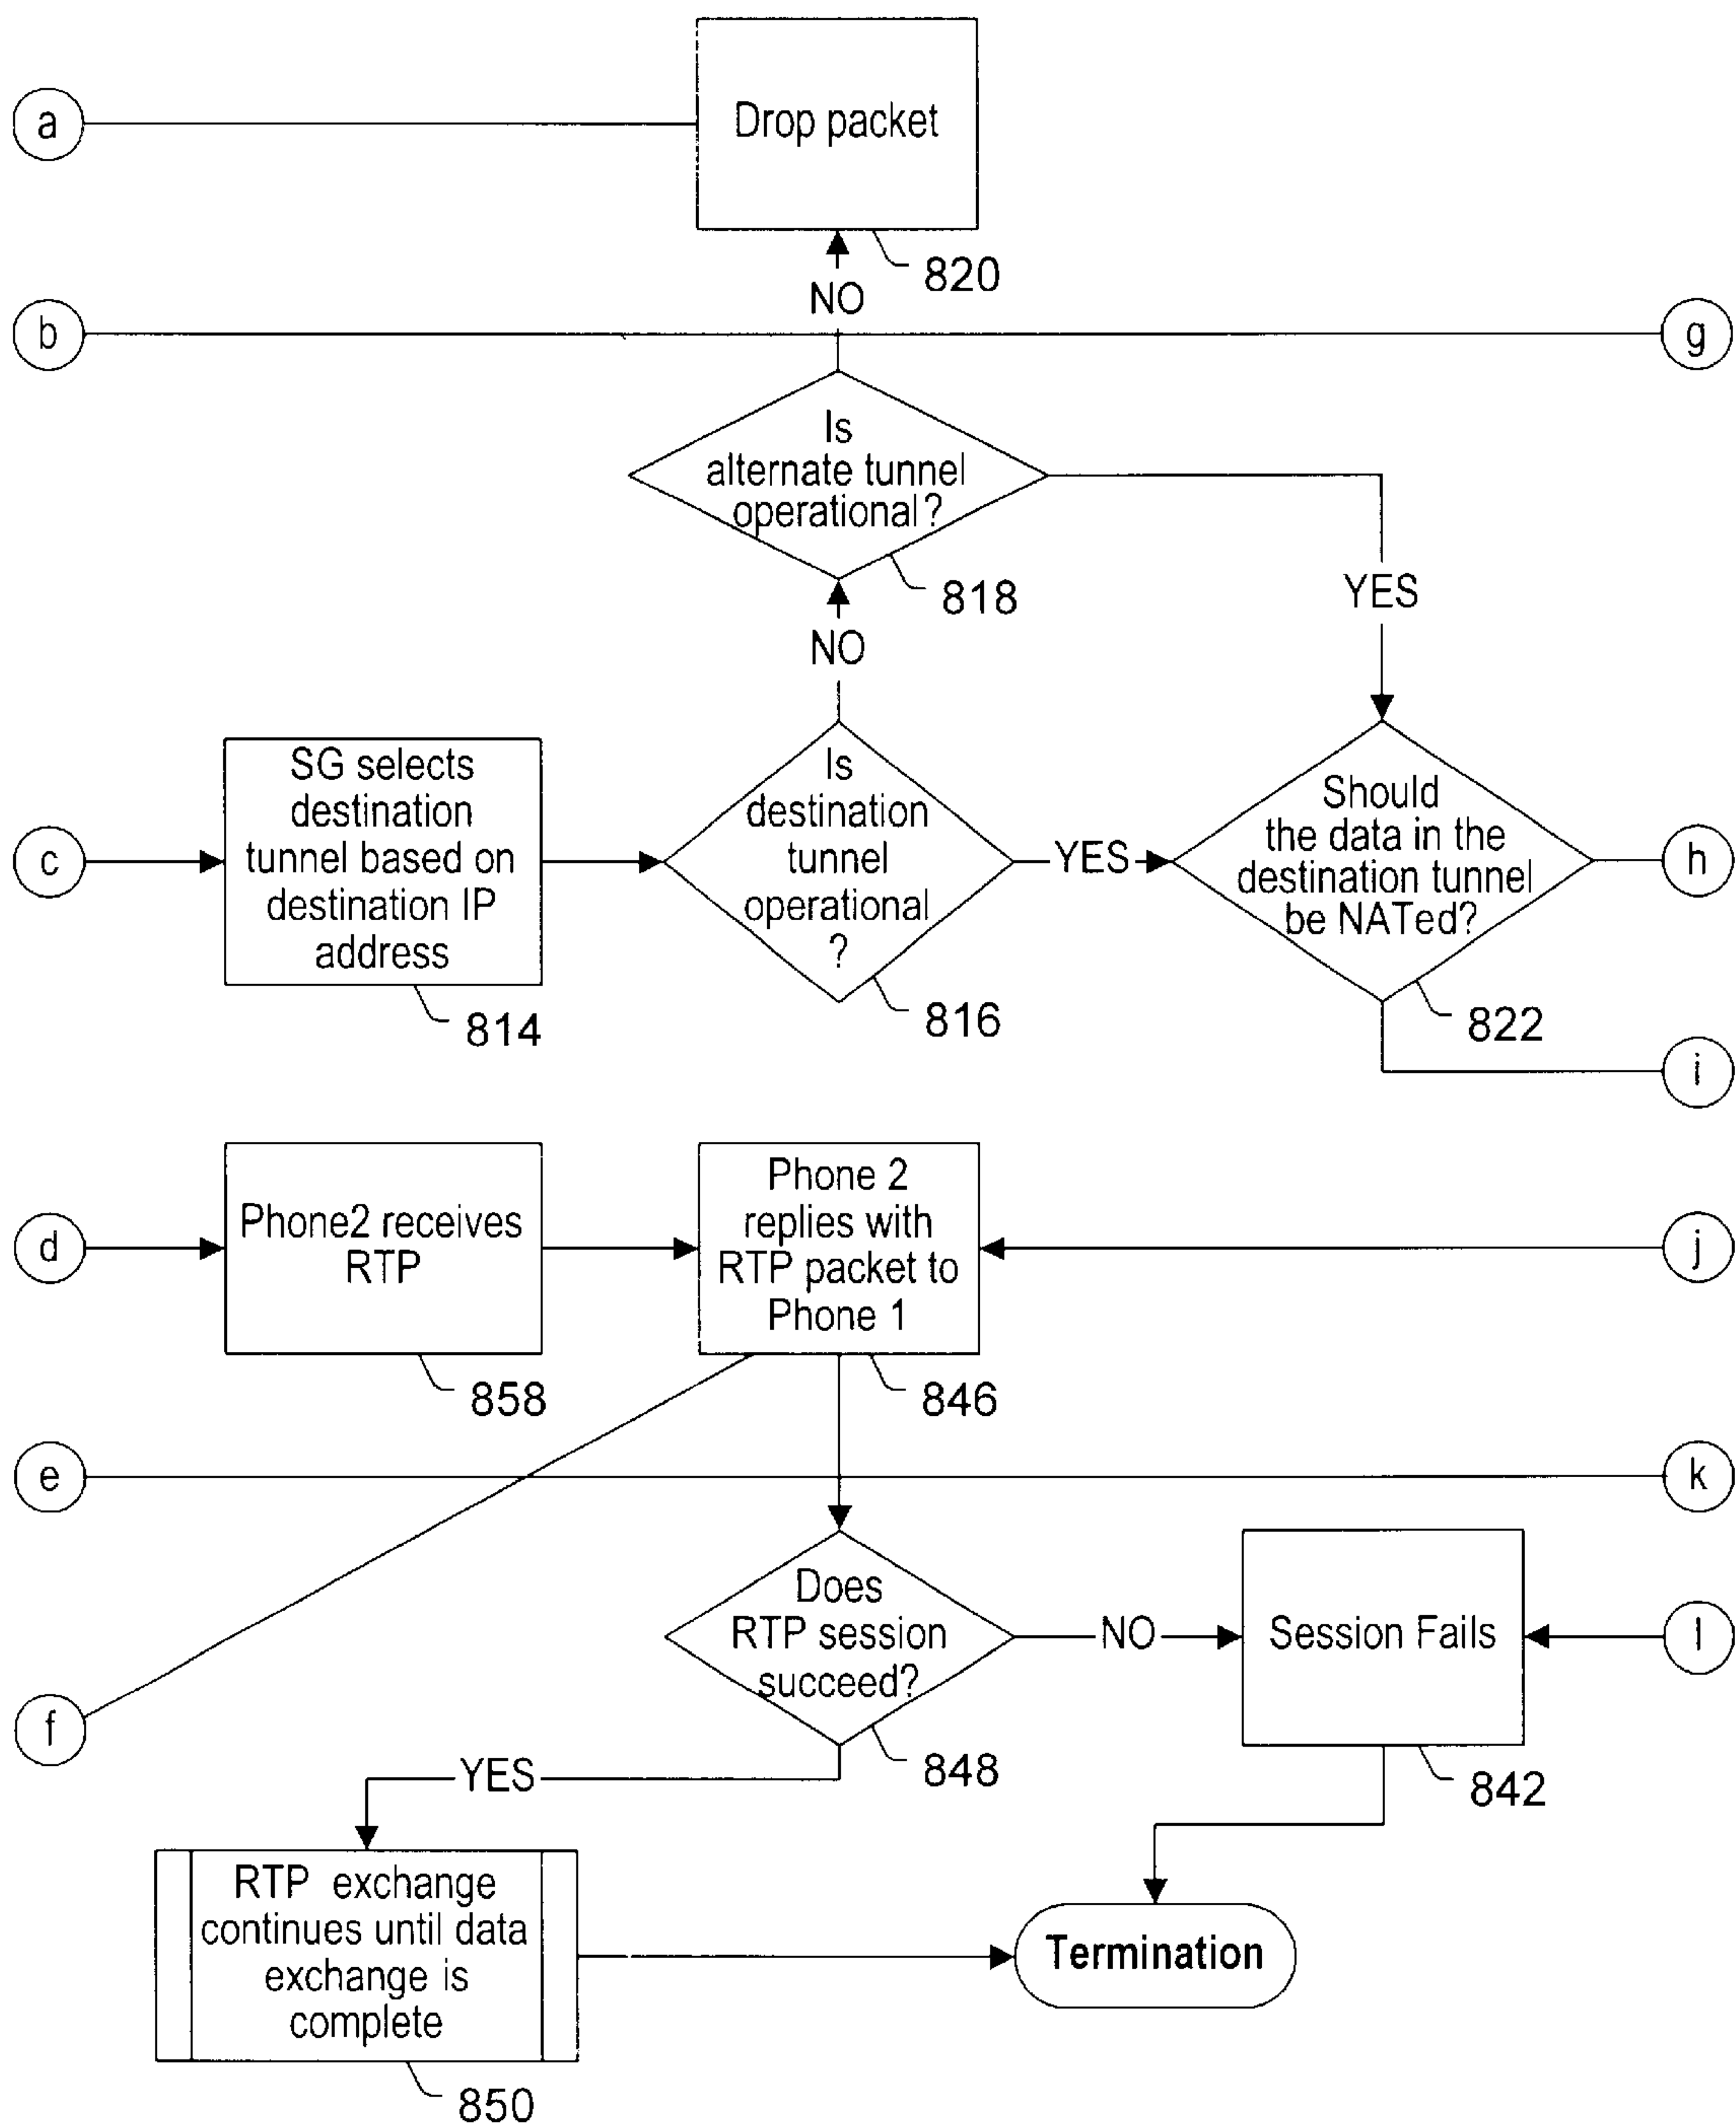 a
Drop packet
820
NO
b
g
Is
alternate tunnel
operational?
818
YES
NO
c
SG selects
destination
tunnel based on
destination IP
address
814
Is
destination
tunnel
operational
?
816
YES
Should
the data in the
destination tunnel
be NATed?
822
h
i
d
Phone2 receives
RTP
858
Phone 2
replies with
RTP packet to
Phone 1
846
j
e
k
Does
RTP session
succeed?
848
NO
Session Fails
842
l
f
YES
RTP exchange
continues until data
exchange is
complete
850
Termination